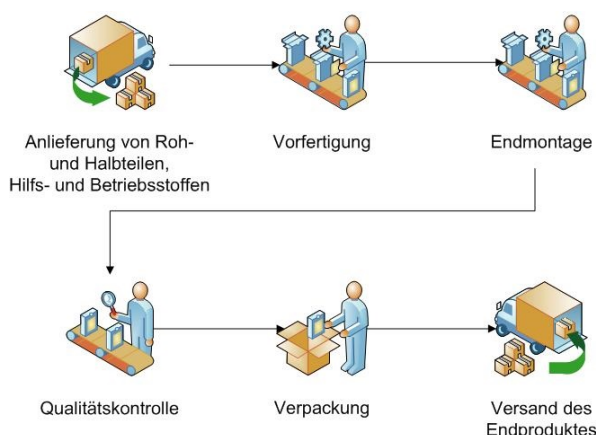 Anlieferung von Roh-
und Halbteilen,
Hilfs- und Betriebsstoffen
Vorfertigung
Endmontage
Qualitätskontrolle
Verpackung
Versand des
Endproduktes